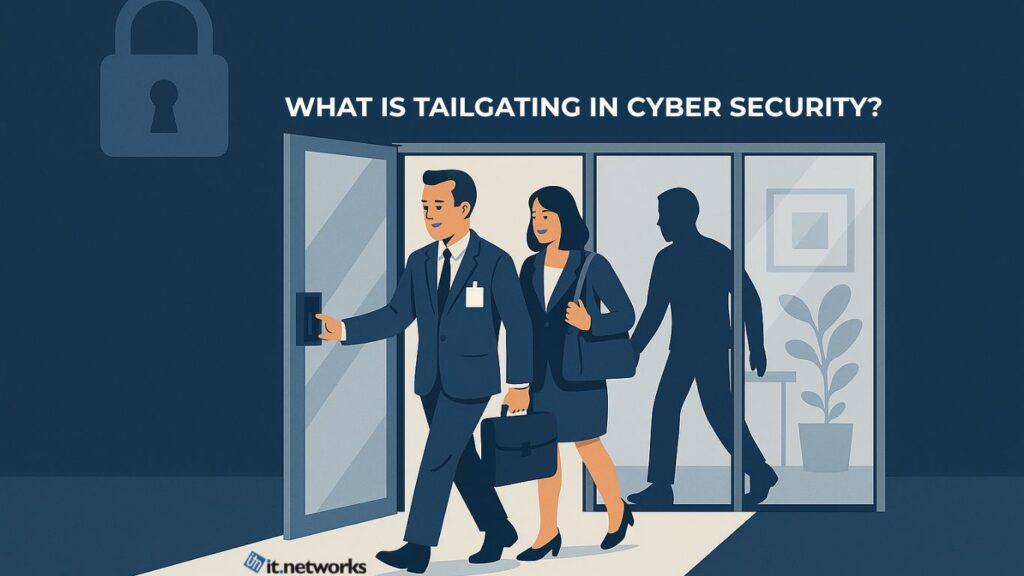 WHAT IS TAILGATING IN CYBER SECURITY?
it.networks